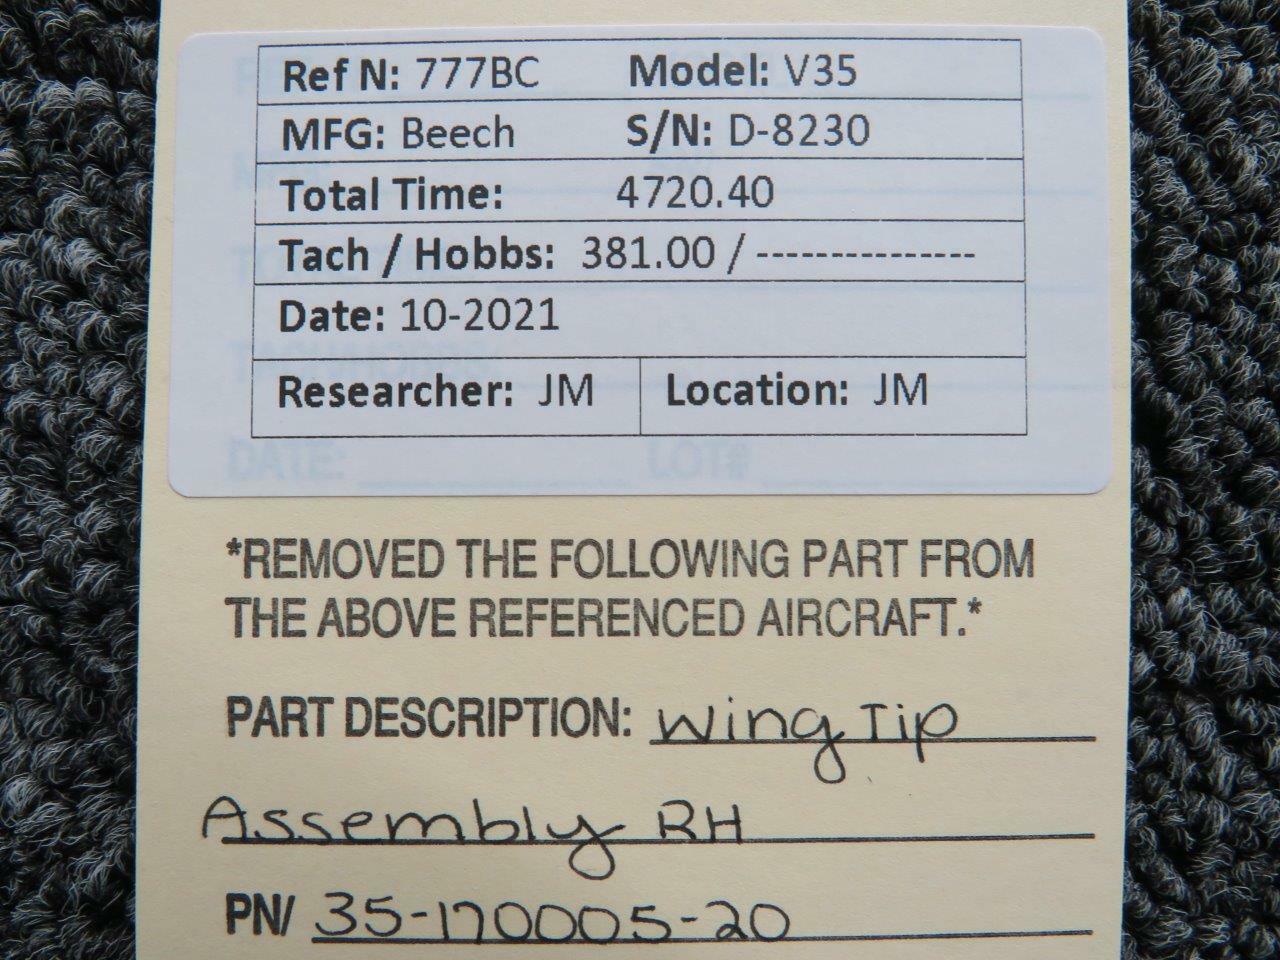 Ref N: 777BC Model: V35
MFG: Beech S/N: D-8230
Total Time: 4720.40
Tach / Hobbs: 381.00 / ---------------
Date: 10-2021
Researcher: JM Location: JM
DATE: LOT#
*REMOVED THE FOLLOWING PART FROM
THE ABOVE REFERENCED AIRCRAFT.*
PART DESCRIPTION: Wing Tip
Assembly RH
PN/ 35-170005-20